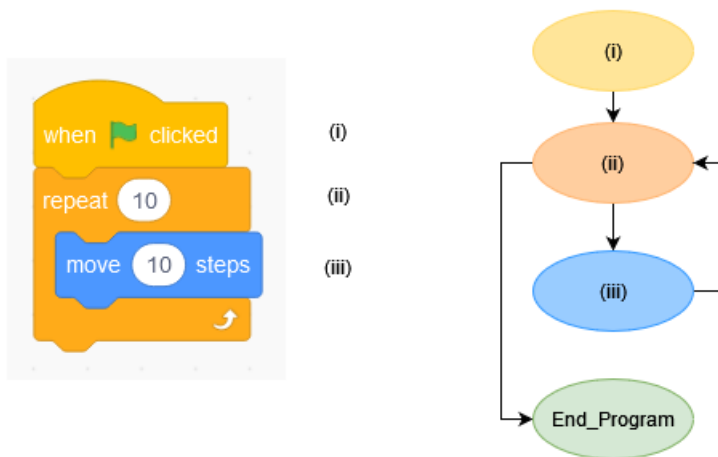 when clicked (i)
repeat 10 (ii)
move 10 steps (iii)
(i)
(ii)
(iii)
End_Program